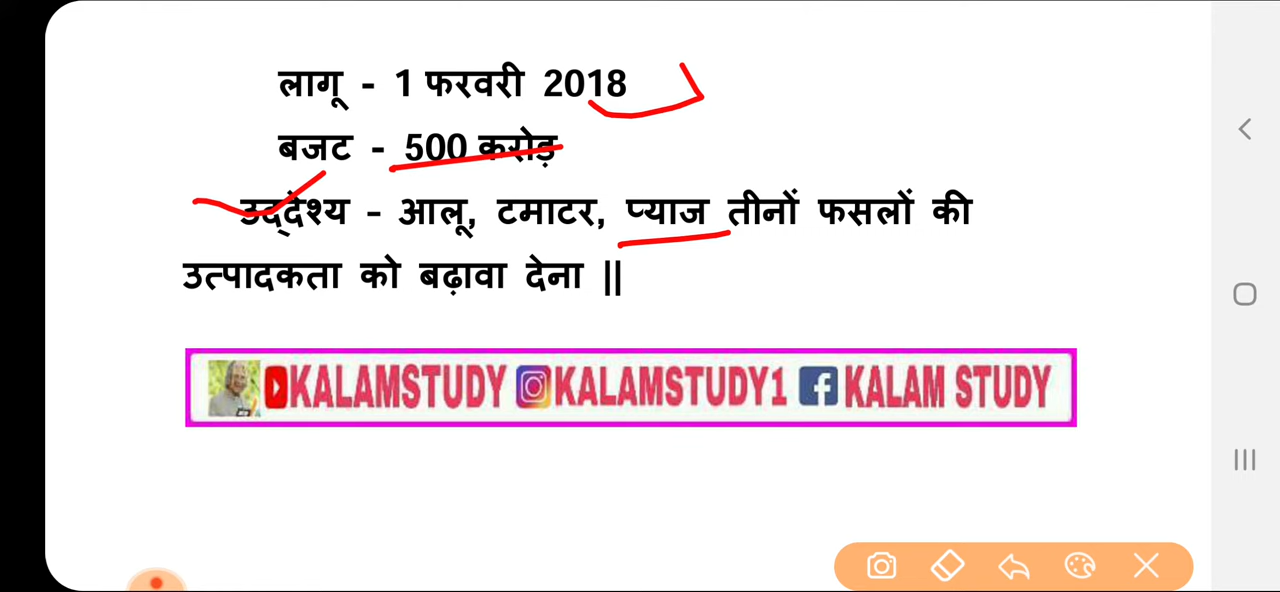 लागू - 1 फरवरी 2018
बजट - 500 करोड़
उद्देश्य - आलू, टमाटर, प्याज तीनों फसलों की
उत्पादकता को बढ़ावा देना ||
KALAMSTUDY KALAMSTUDY1 KALAM STUDY